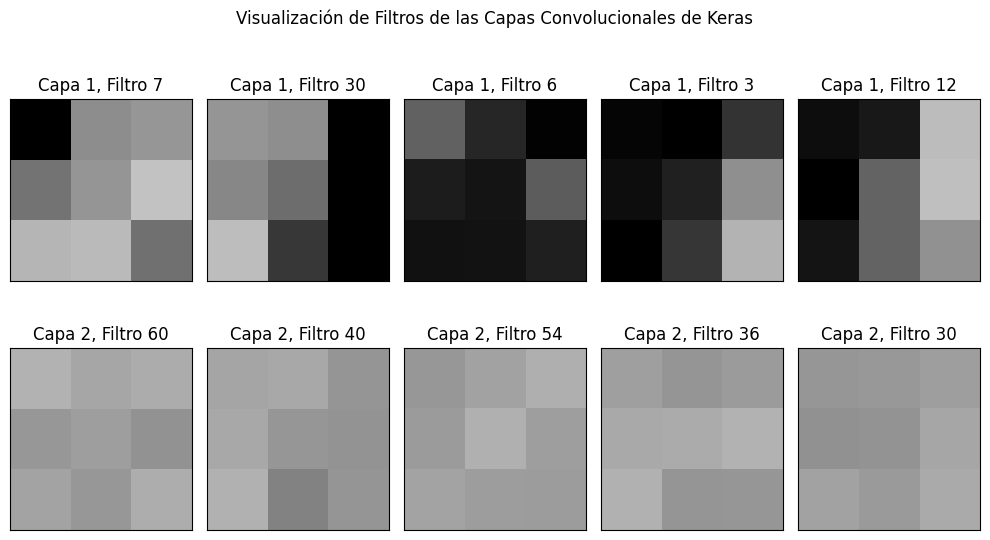 Visualización de Filtros de las Capas Convolucionales de Keras
Capa 1, Filtro 7
Capa 1, Filtro 30
Capa 1, Filtro 6
Capa 1, Filtro 3
Capa 1, Filtro 12
Capa 2, Filtro 60
Capa 2, Filtro 40
Capa 2, Filtro 54
Capa 2, Filtro 36
Capa 2, Filtro 30